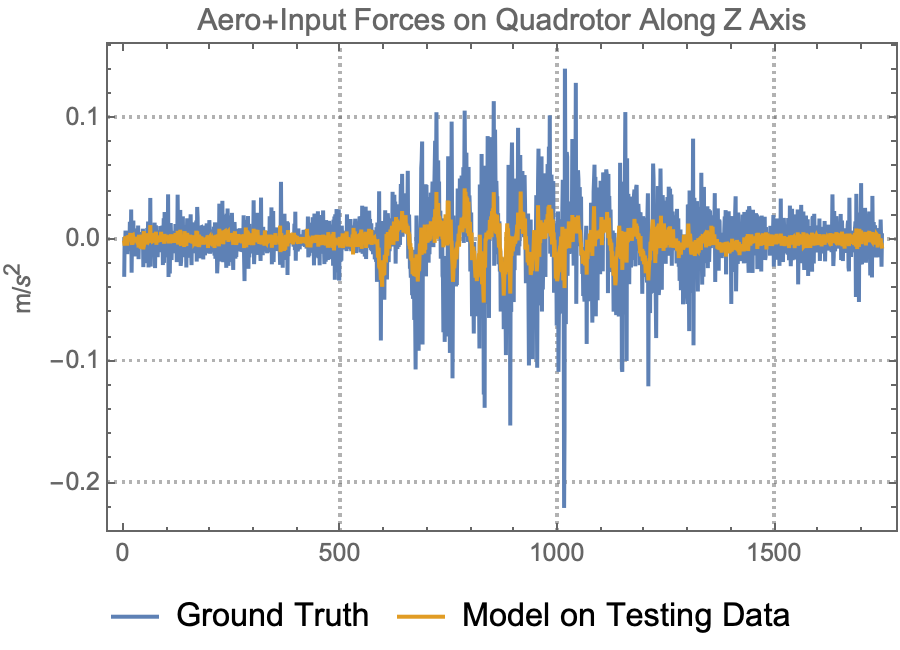 Aero+Input Forces on Quadrotor Along Z Axis
0.1
0.0
−0.1
−0.2
m/s²
0
500
1000
1500
Ground Truth
Model on Testing Data